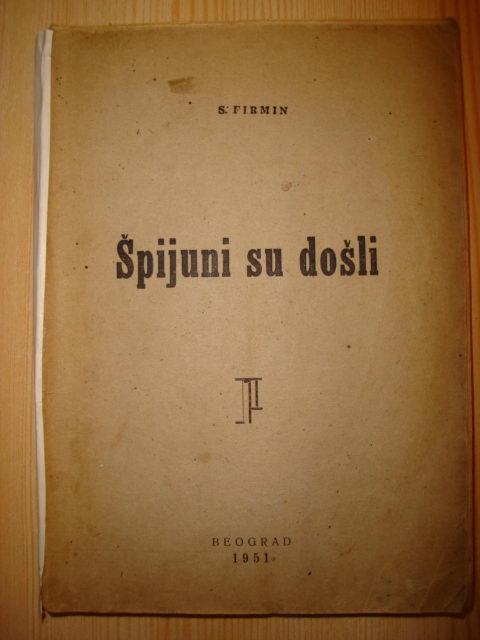 S. FIRMIN
Špijuni su došli
BEOGRAD
1951